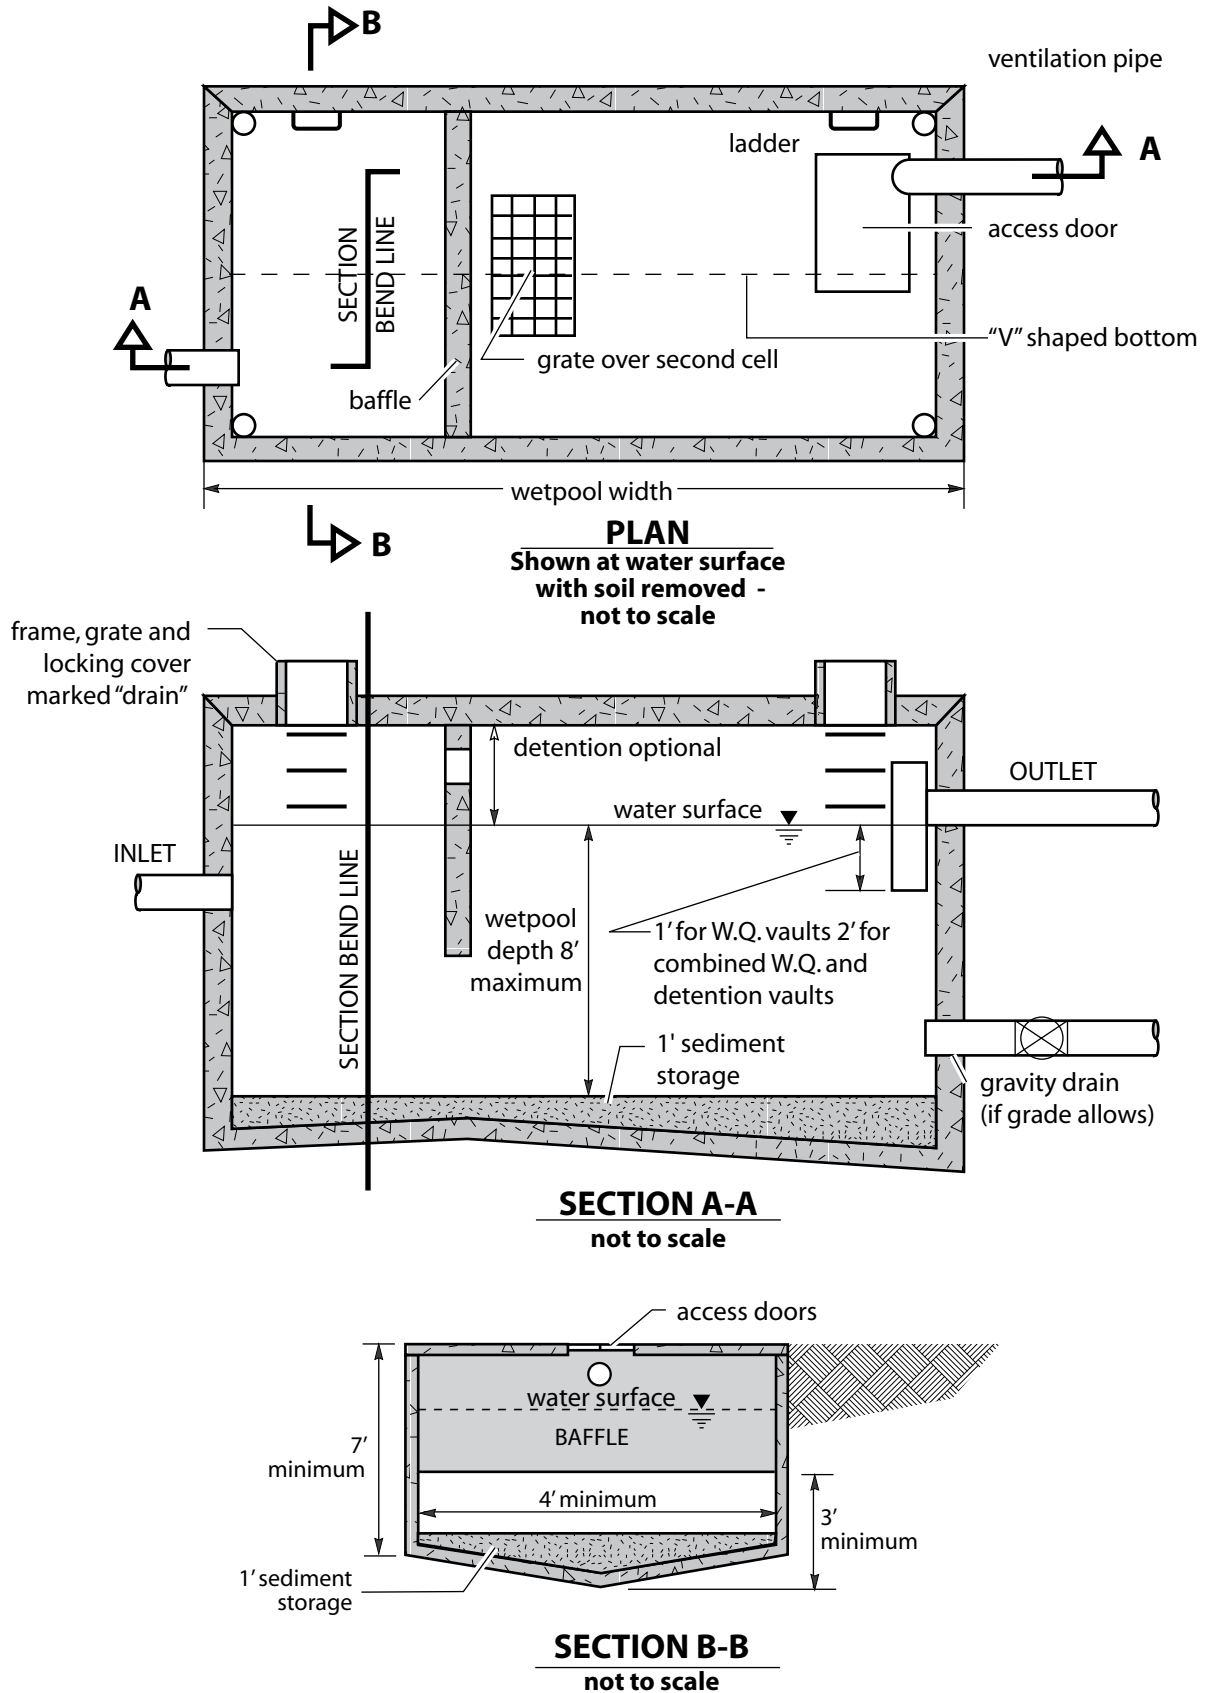 B
ventilation pipe
ladder
A
access door
SECTION
BEND LINE
A
"V" shaped bottom
grate over second cell
baffle
wetpool width
B
PLAN
Shown at water surface
with soil removed -
not to scale
frame, grate and
locking cover
marked "drain"
detention optional
OUTLET
water surface
INLET
SECTION BEND LINE
wetpool
depth 8'
maximum
1' for W.Q. vaults 2' for
combined W.Q. and
detention vaults
1' sediment
storage
gravity drain
(if grade allows)
SECTION A-A
not to scale
access doors
water surface
BAFFLE
7'
minimum
4' minimum
3'
minimum
1' sediment
storage
SECTION B-B
not to scale